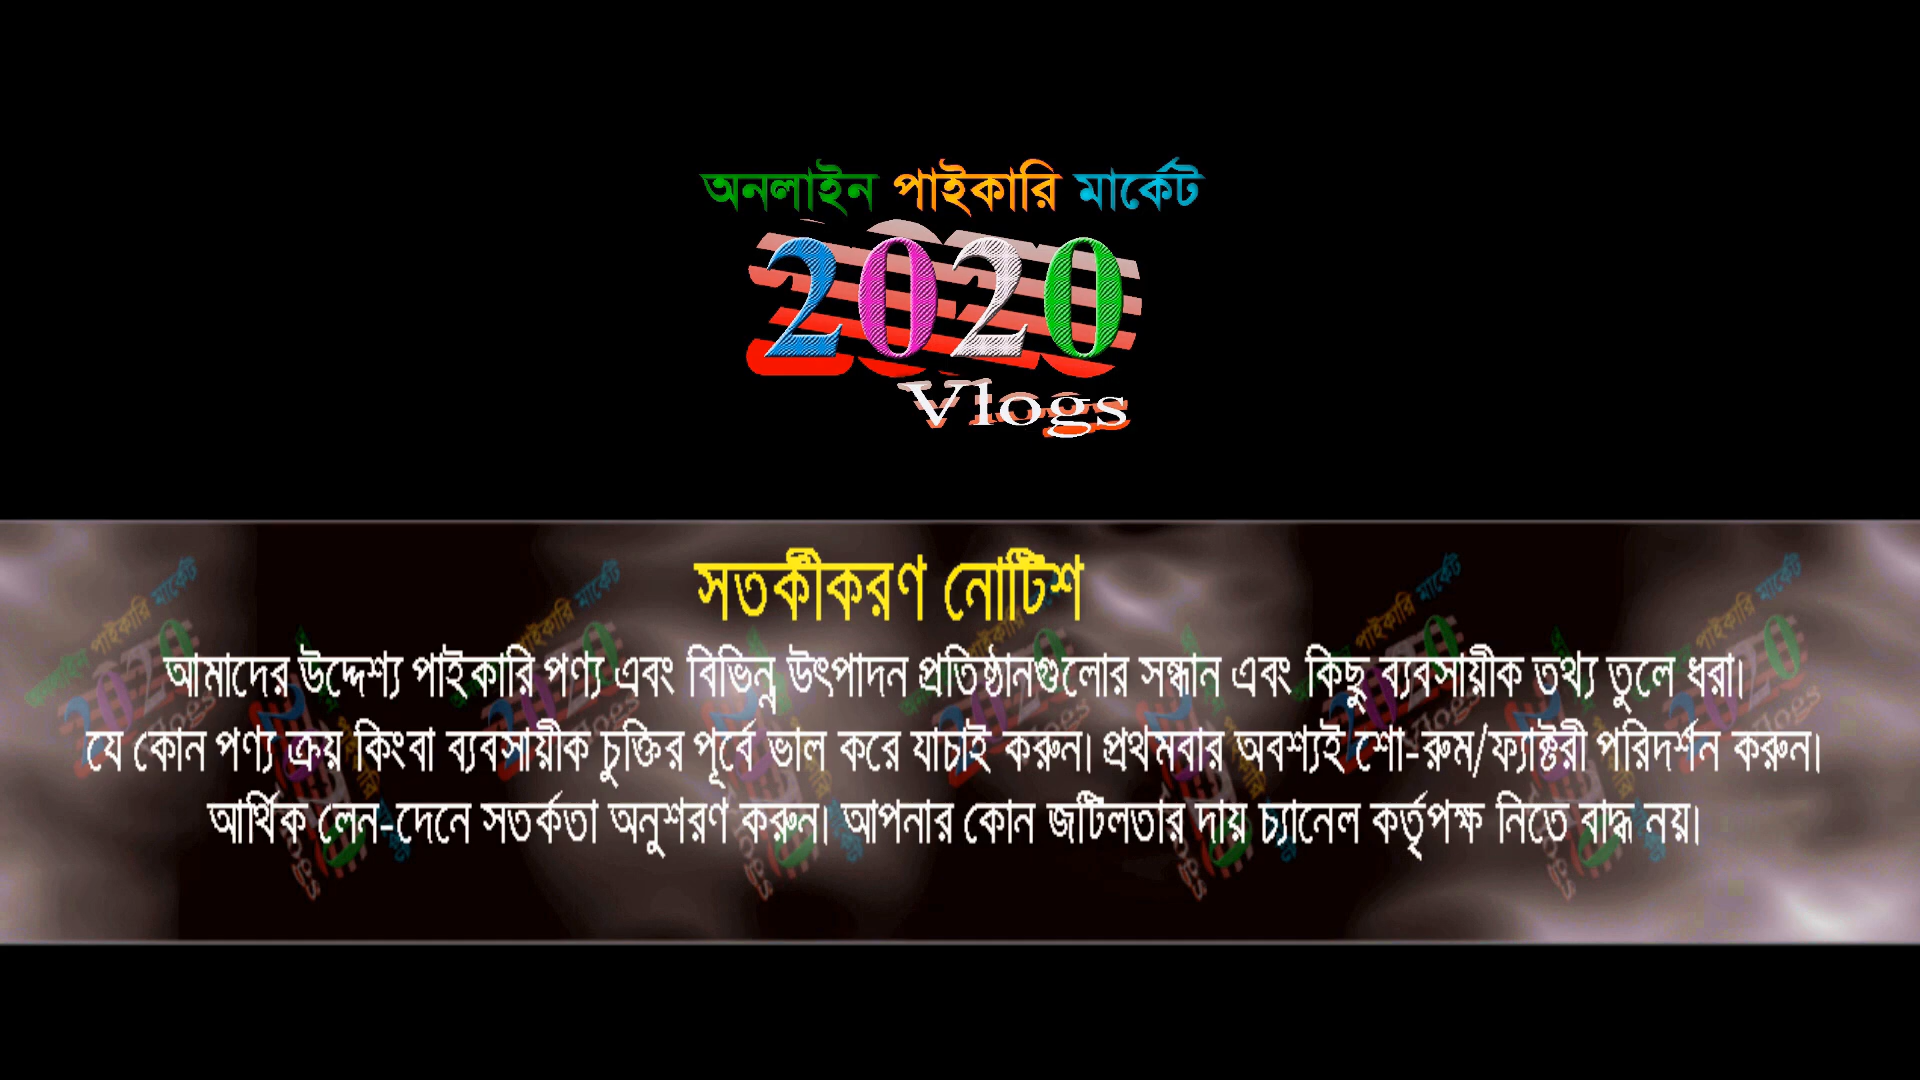 অনলাইন পাইকারি মার্কেট
2020
Vlogs
সতর্কীকরণ নোটিশ
আমাদের উদ্দেশ্য পাইকারি পণ্য এবং বিভিন্ন উৎপাদন প্রতিষ্ঠানগুলোর সন্ধান এবং কিছু ব্যবসায়ীক তথ্য তুলে ধরা।
যে কোন পণ্য ক্রয় কিংবা ব্যবসায়ীক চুক্তির পূর্বে ভাল করে যাচাই করুন। প্রথমবার অবশ্যই শো-রুম/ফ্যাক্টরী পরিদর্শন করুন।
আর্থিক লেন-দেনে সতর্কতা অনুশরণ করুন। আপনার কোন জটিলতার দায় চ্যানেল কর্তৃপক্ষ নিতে বাদ্ধ নয়।